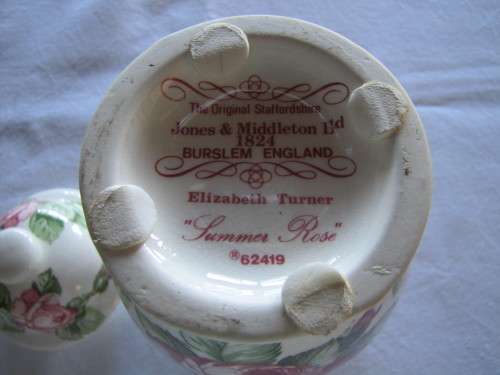 The Original Staffordshire
Jones & Middleton Ltd
1824
BURSLEM ENGLAND
Elizabeth Turner
"Summer Rose"
®62419